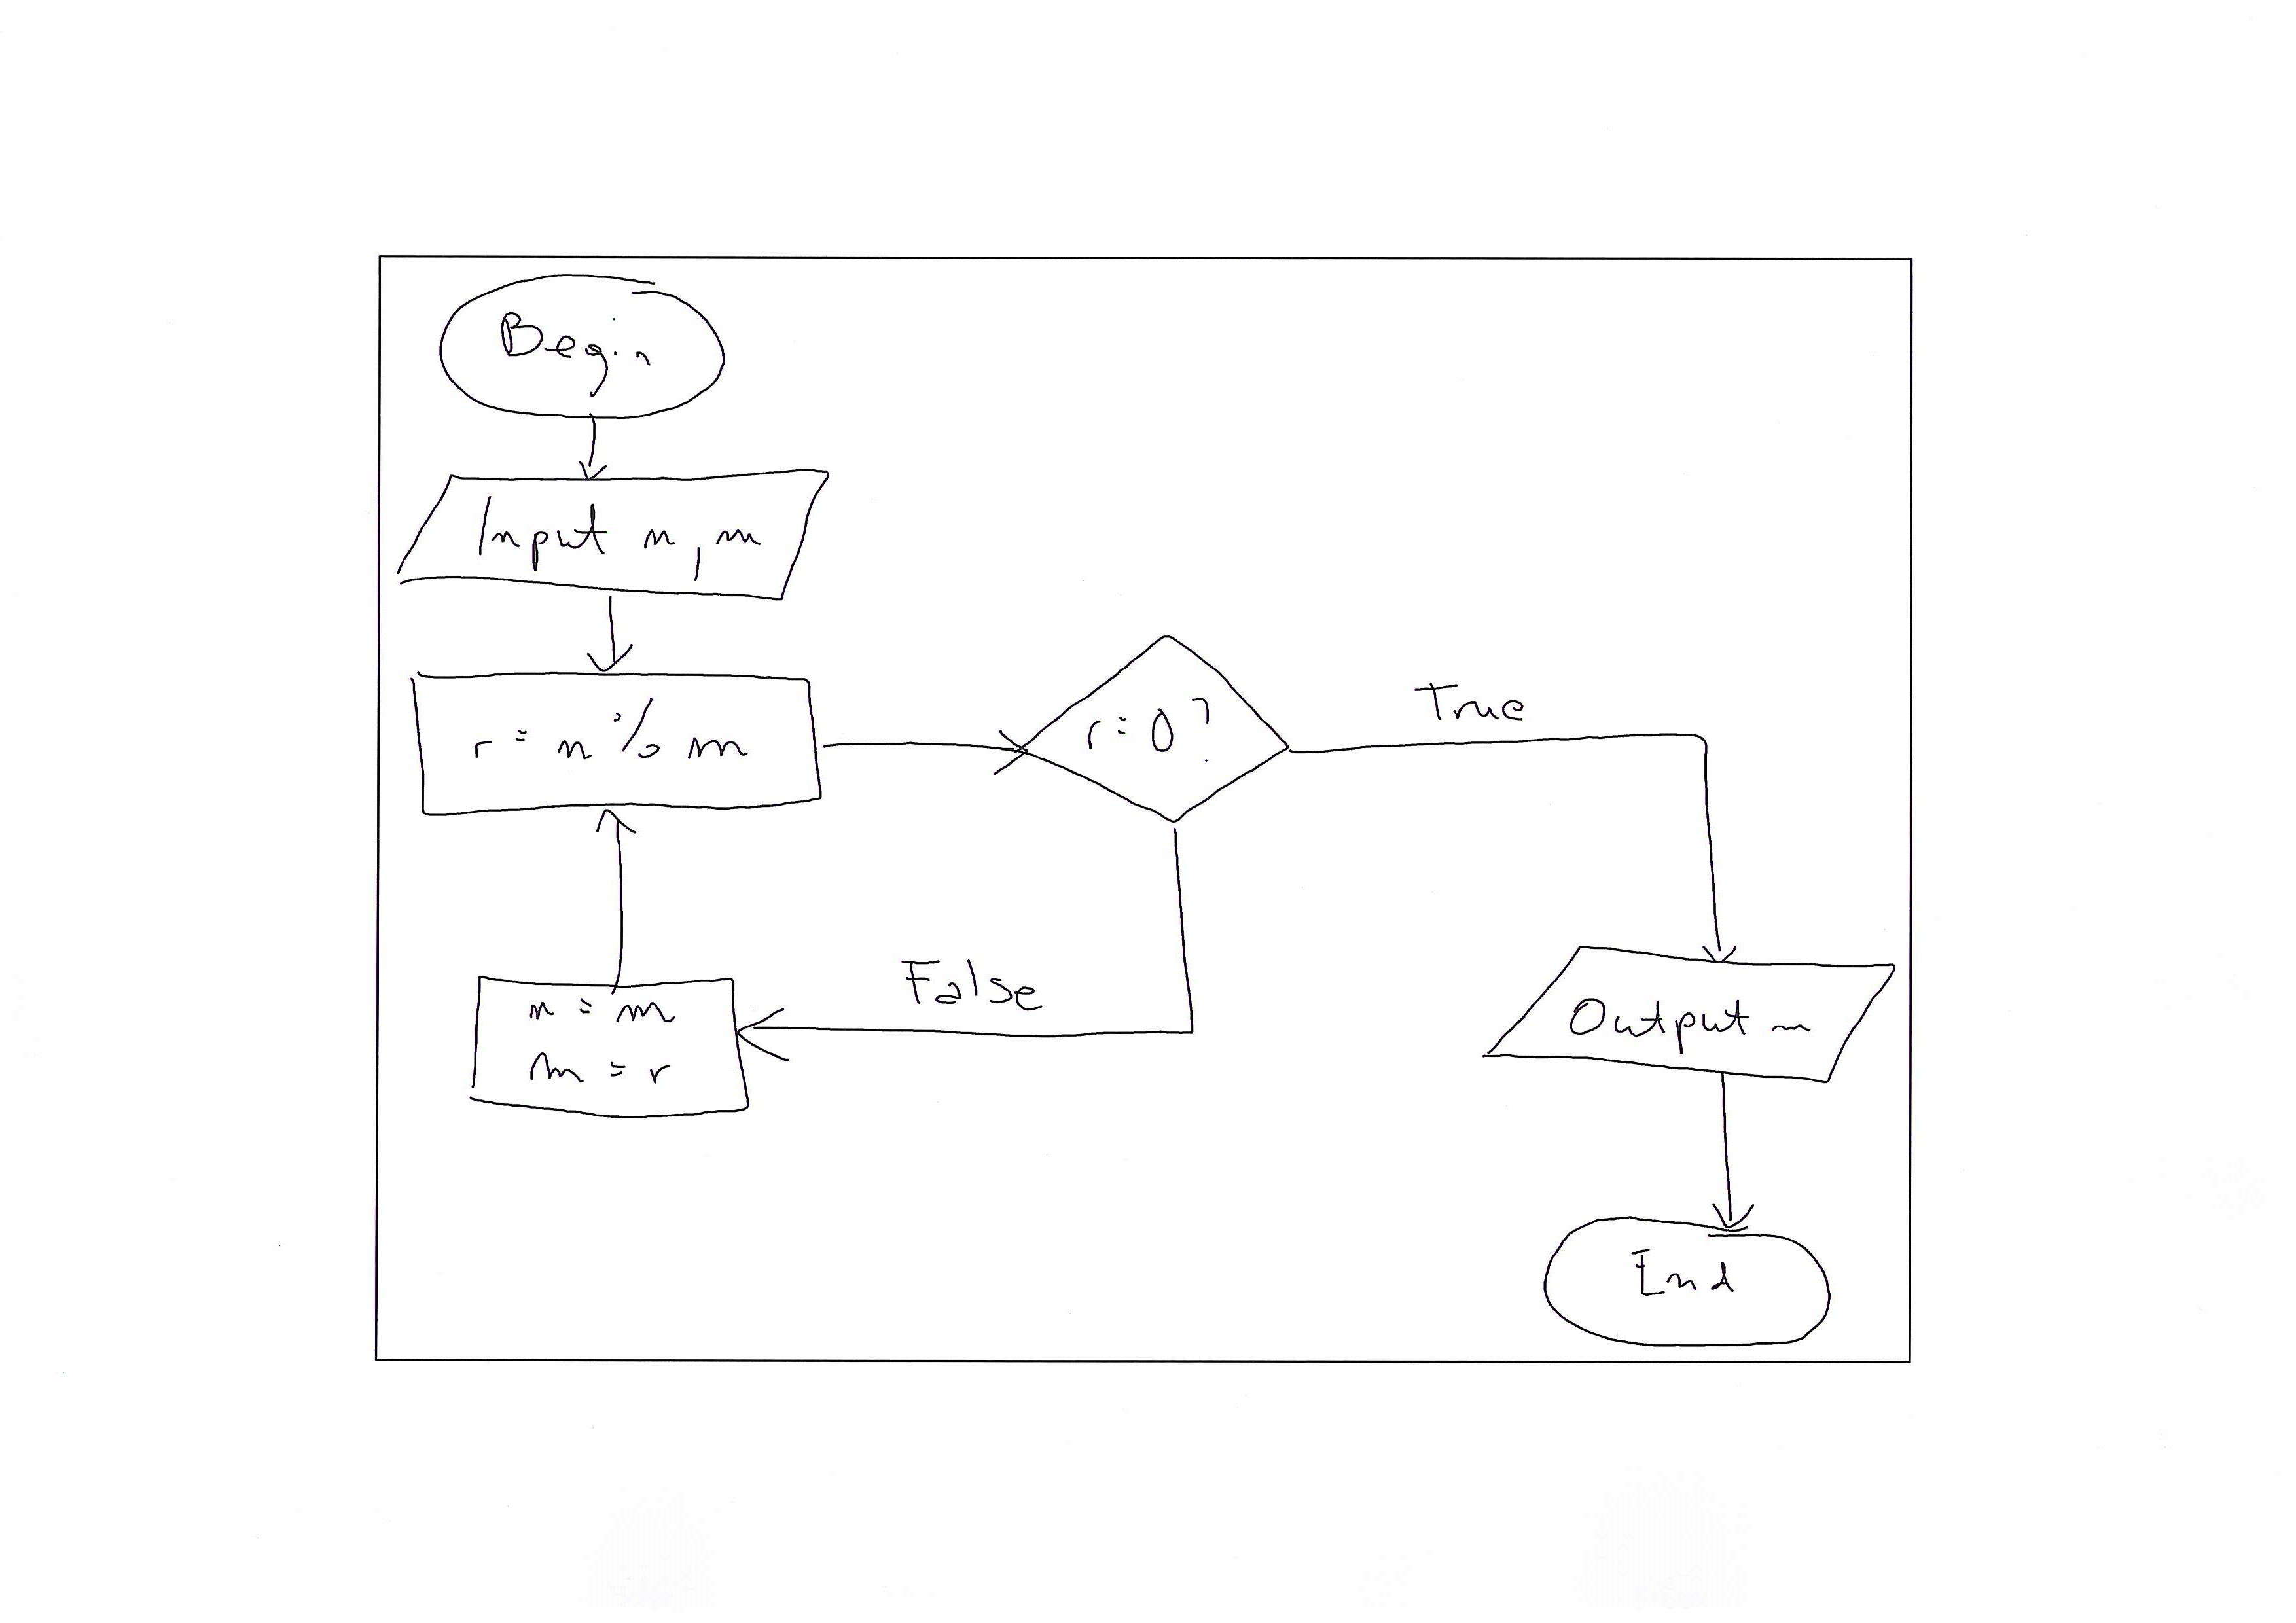 Begin
Input n, m
r = n % m
r = 0?
True
False
n = m
m = r
Output m
End